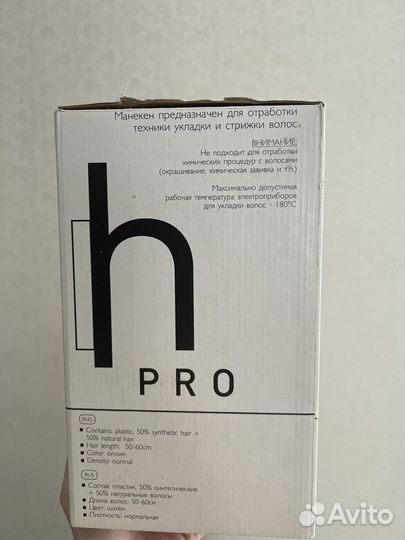 Манекен предназначен для отработки
техники укладки и стрижки волос
ВНИМАНИЕ:
Не подходит для отработки
химических процедур с волосами
(окрашивание, химическая завивка и т.п.)
Максимально допустимая
рабочая температура электроприборов
для укладки волос - 180°C
h
PRO
ENG
Contains: plastic, 50% synthetic hair +
50% natural hair
Hair length: 50-60cm
Color: brown
Density: normal
RUS
Состав: пластик, 50% синтетические
+ 50% натуральные волосы
Длина волос: 50-60см
Цвет: шатен
Плотность: нормальная
Avito